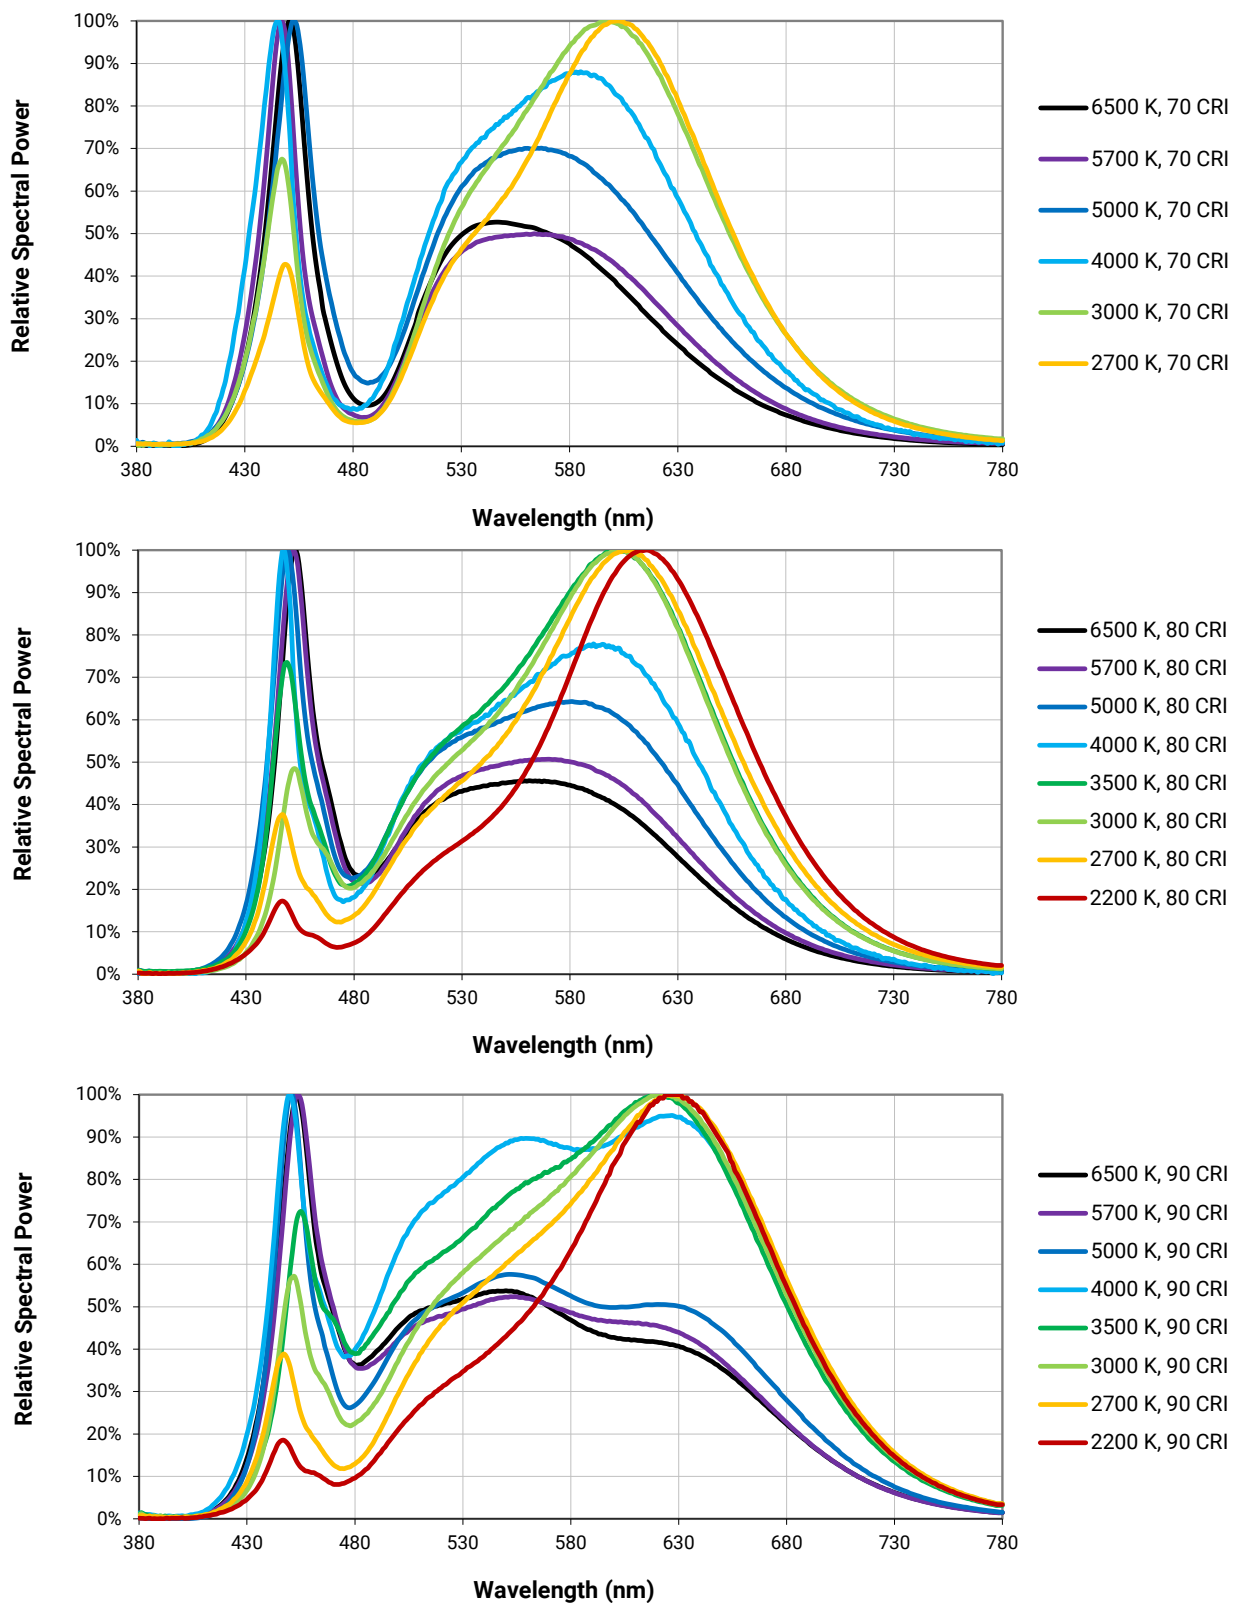 100%
90%
80%
70%
60%
50%
40%
30%
20%
10%
0%
Relative Spectral Power
380 430 480 530 580 630 680 730 780
Wavelength (nm)
6500 K, 70 CRI
5700 K, 70 CRI
5000 K, 70 CRI
4000 K, 70 CRI
3000 K, 70 CRI
2700 K, 70 CRI
100%
90%
80%
70%
60%
50%
40%
30%
20%
10%
0%
Relative Spectral Power
380 430 480 530 580 630 680 730 780
Wavelength (nm)
6500 K, 80 CRI
5700 K, 80 CRI
5000 K, 80 CRI
4000 K, 80 CRI
3500 K, 80 CRI
3000 K, 80 CRI
2700 K, 80 CRI
2200 K, 80 CRI
100%
90%
80%
70%
60%
50%
40%
30%
20%
10%
0%
Relative Spectral Power
380 430 480 530 580 630 680 730 780
Wavelength (nm)
6500 K, 90 CRI
5700 K, 90 CRI
5000 K, 90 CRI
4000 K, 90 CRI
3500 K, 90 CRI
3000 K, 90 CRI
2700 K, 90 CRI
2200 K, 90 CRI